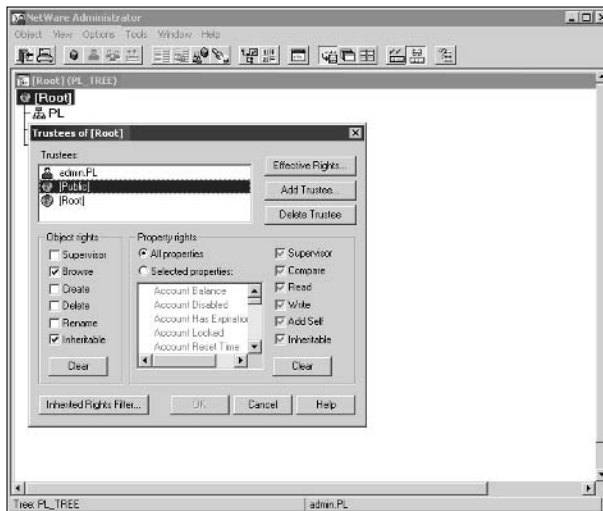 NetWare Administrator
Object View Options Tools Window Help
[Root] (PL_TREE)
[Root]
PL
Trustees of [Root]
Trustees:
admin.PL
[Public]
[Root]
Effective Rights...
Add Trustee...
Delete Trustee
Object rights
Supervisor
Browse
Create
Delete
Rename
Inheritable
Clear
Property rights
All properties
Selected properties:
Account Balance
Account Disabled
Account Has Expiration
Account Locked
Account Reset Time
Supervisor
Compare
Read
Write
Add Self
Inheritable
Clear
Inherited Rights Filter...
OK
Cancel
Help
Tree: PL_TREE
admin.PL